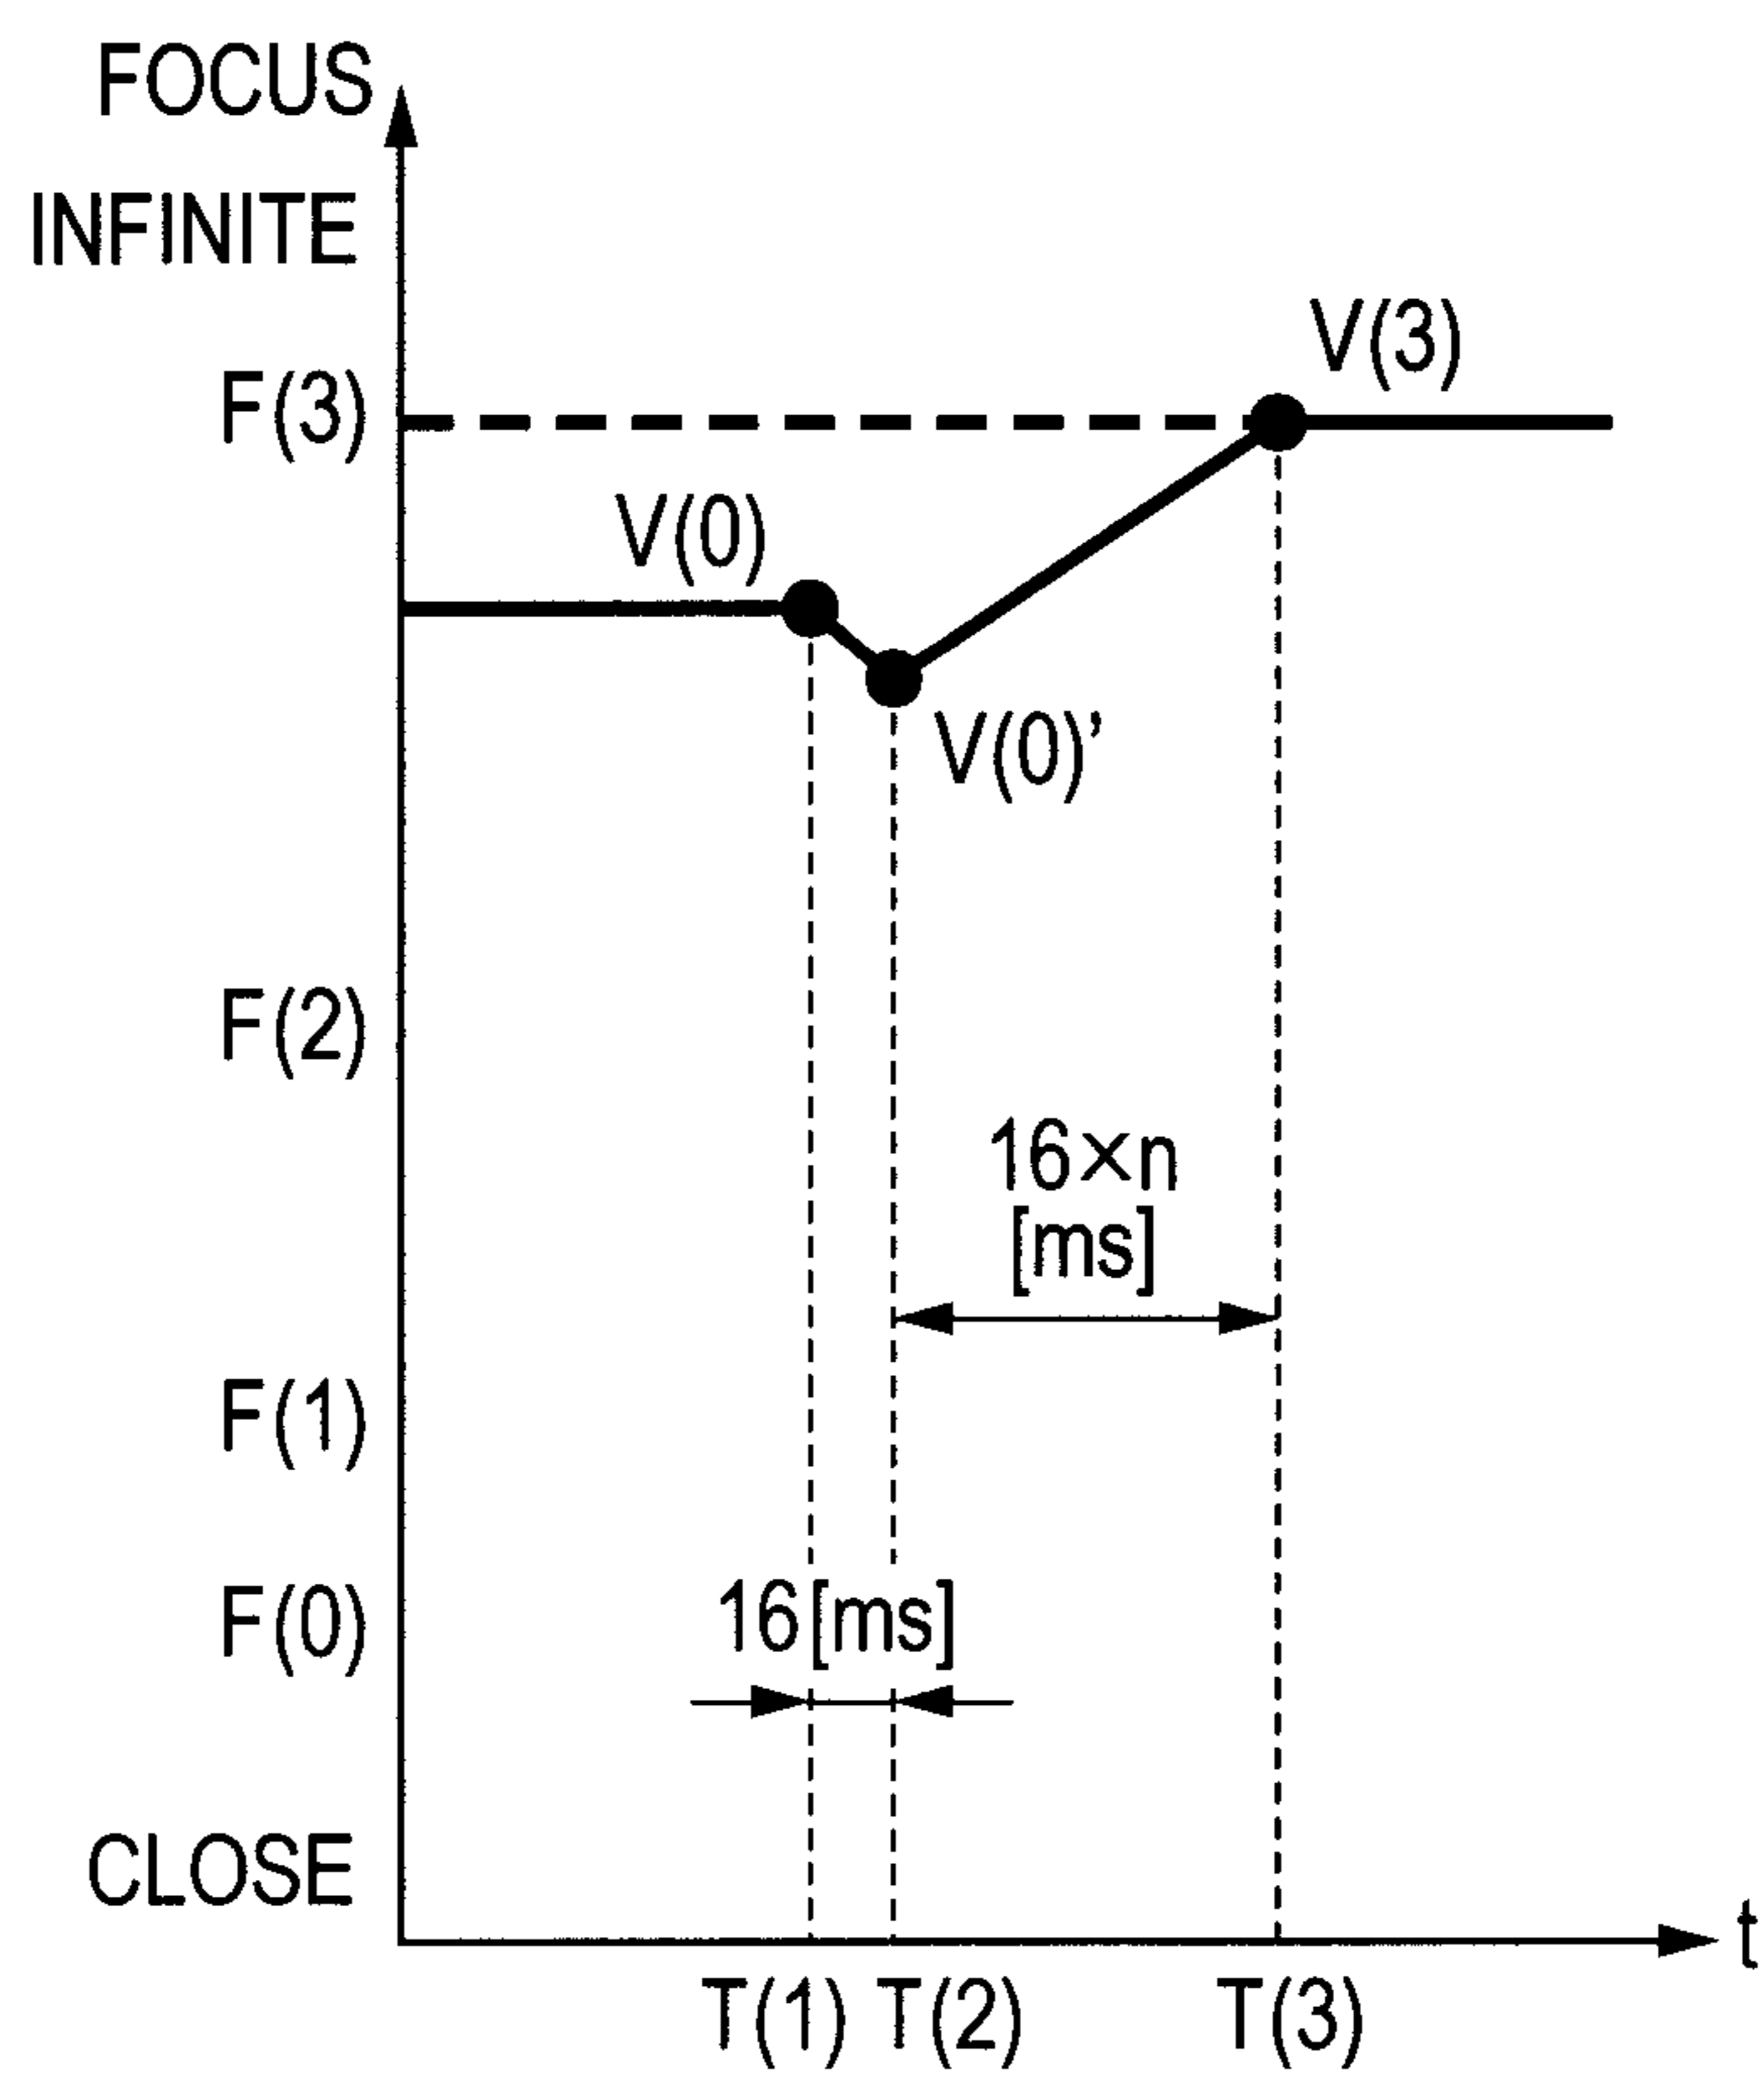 FOCUS
INFINITE
F(3)
V(3)
V(0)
V(0)’
F(2)
16×n
[ms]
F(1)
F(0)
16[ms]
CLOSE
t
T(1) T(2) T(3)